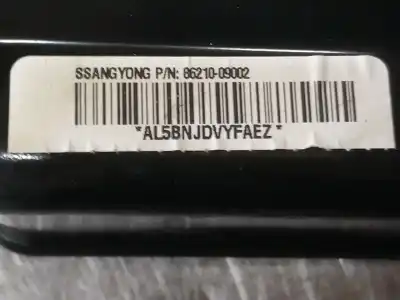 SSANGYONG P/N: 86210-09002
*AL5BNJDVYFAEZ*